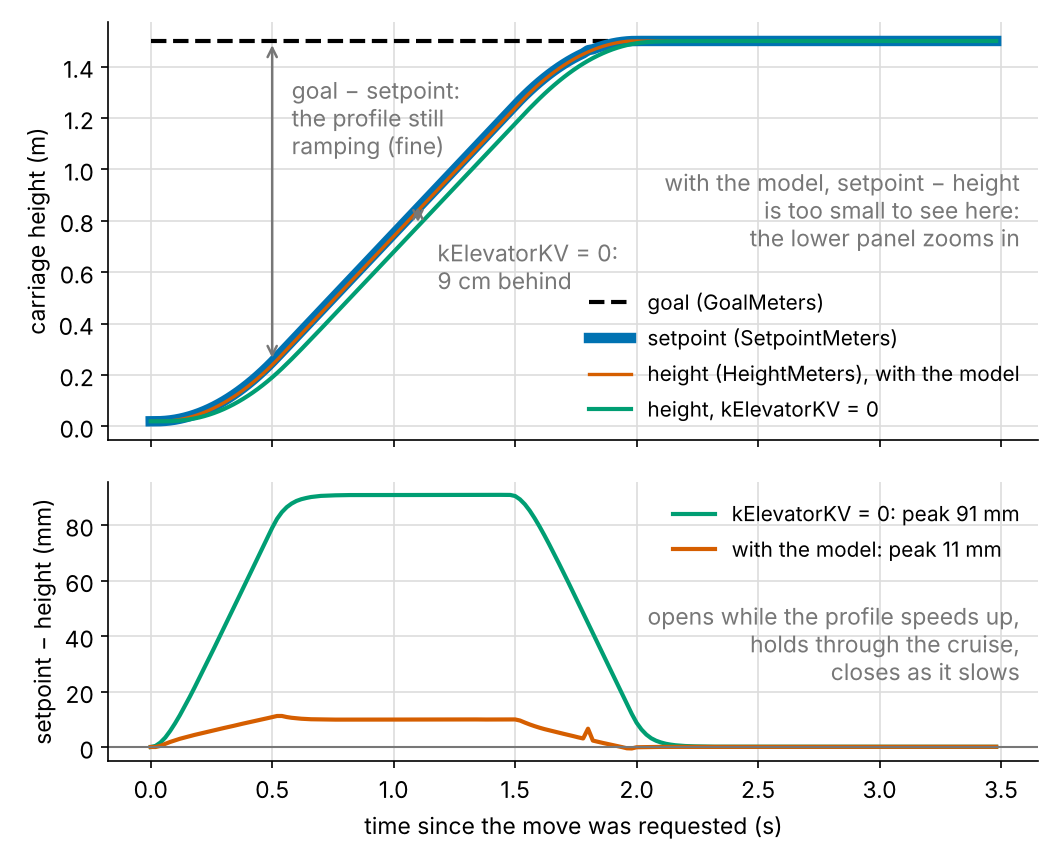 carriage height (m)
1.4
1.2
1.0
0.8
0.6
0.4
0.2
0.0
goal − setpoint:
the profile still
ramping (fine)
with the model, setpoint − height
is too small to see here:
the lower panel zooms in
kElevatorKV = 0:
9 cm behind
goal (GoalMeters)
setpoint (SetpointMeters)
height (HeightMeters), with the model
height, kElevatorKV = 0
setpoint − height (mm)
80
60
40
20
0
kElevatorKV = 0: peak 91 mm
with the model: peak 11 mm
opens while the profile speeds up,
holds through the cruise,
closes as it slows
0.0 0.5 1.0 1.5 2.0 2.5 3.0 3.5
time since the move was requested (s)